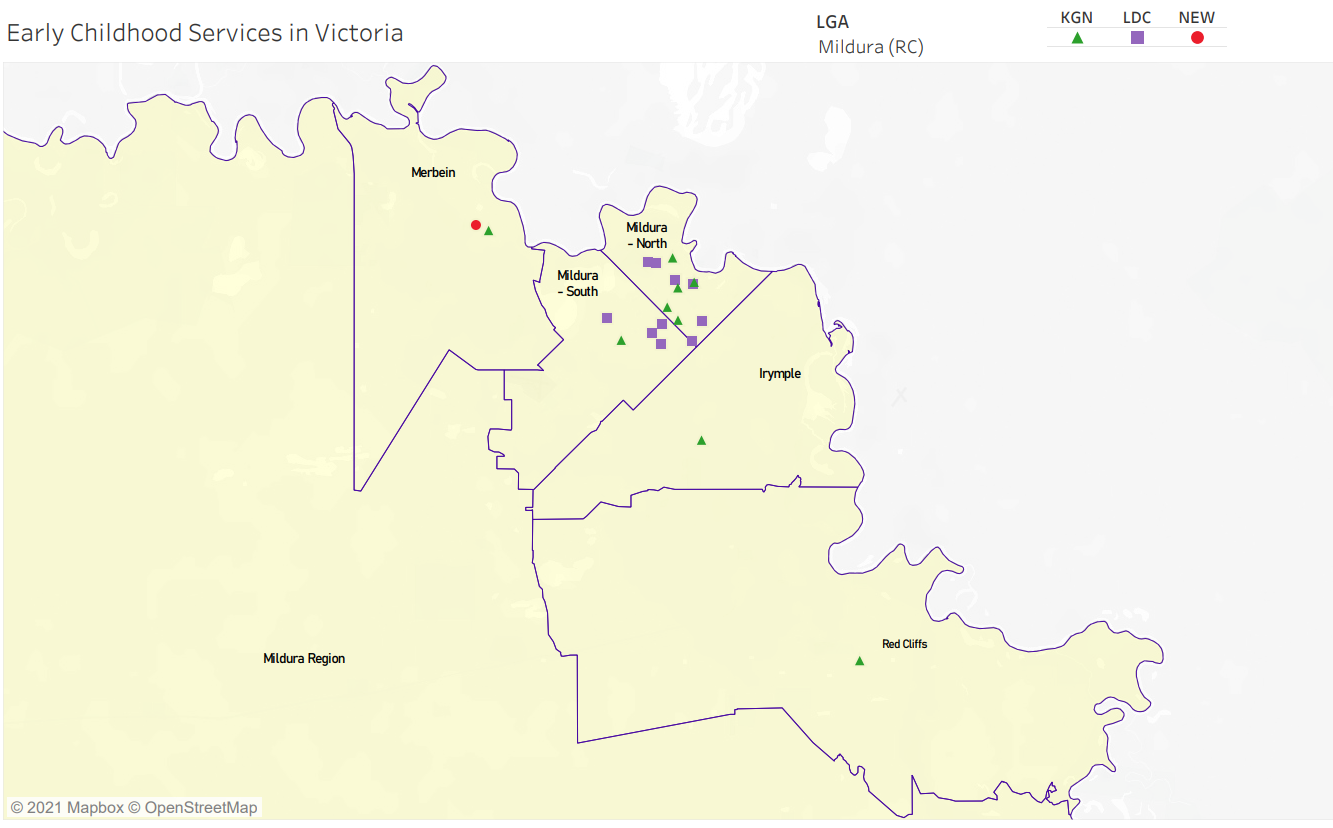 Early Childhood Services in Victoria
LGA
Mildura (RC)
KGN LDC NEW
Merbein
Mildura
- North
Mildura
- South
Irymple
Red Cliffs
Mildura Region
© 2021 Mapbox © OpenStreetMap